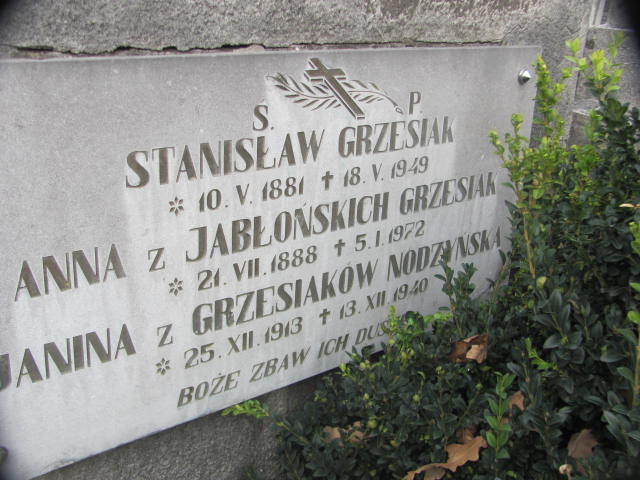 Ś. P.
STANISŁAW GRZESIAK
* 10.V.1881 † 18.V.1949
ANNA z JABŁOŃSKICH GRZESIAK
* 21.VII.1888 † 5.I.1972
JANINA z GRZESIAKÓW NODZYŃSKA
* 25.XII.1913 † 13.XII.1940
BOŻE ZBAW ICH